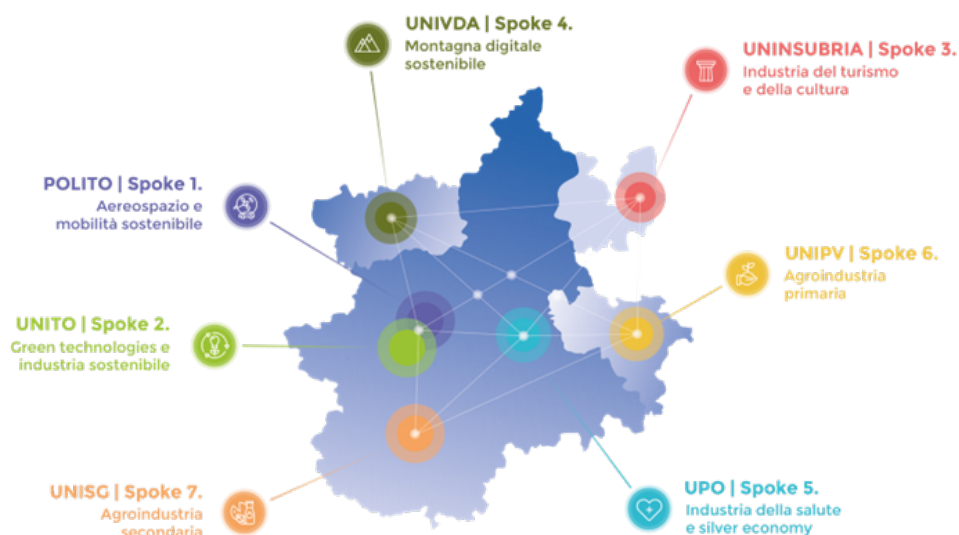 UNIVDA | Spoke 4.
Montagna digitale
sostenibile
UNINSUBRIA | Spoke 3.
Industria del turismo
e della cultura
POLITO | Spoke 1.
Aereospazio e
mobilità sostenibile
UNIPV | Spoke 6.
Agroindustria
primaria
UNITO | Spoke 2.
Green technologies e
industria sostenibile
UNISG | Spoke 7.
Agroindustria
secondaria
UPO | Spoke 5.
Industria della salute
e silver economy